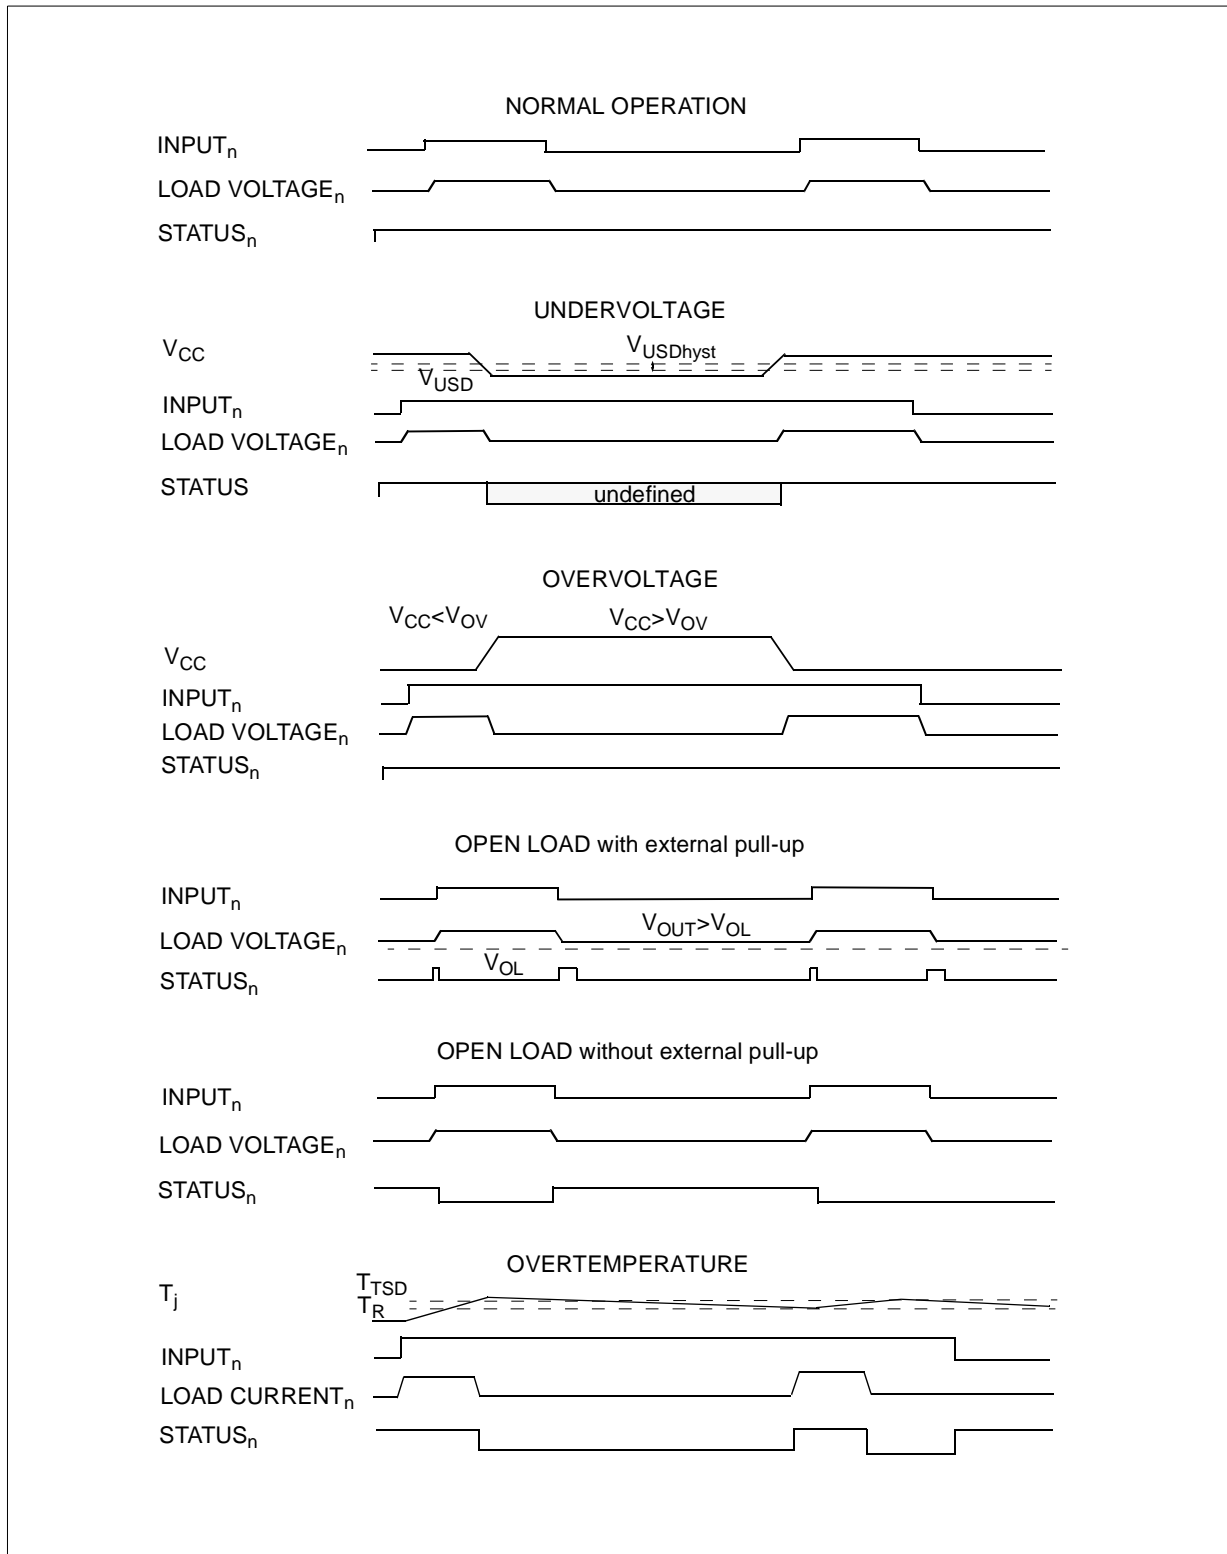 NORMAL OPERATION
INPUTn
LOAD VOLTAGEn
STATUSn
UNDERVOLTAGE
VCC
VUSDhyst
VUSD
INPUTn
LOAD VOLTAGEn
STATUS
undefined
OVERVOLTAGE
VCC<VOV
VCC>VOV
VCC
INPUTn
LOAD VOLTAGEn
STATUSn
OPEN LOAD with external pull-up
INPUTn
VOUT>VOL
LOAD VOLTAGEn
VOL
STATUSn
OPEN LOAD without external pull-up
INPUTn
LOAD VOLTAGEn
STATUSn
OVERTEMPERATURE
Tj
TTSD
TR
INPUTn
LOAD CURRENTn
STATUSn